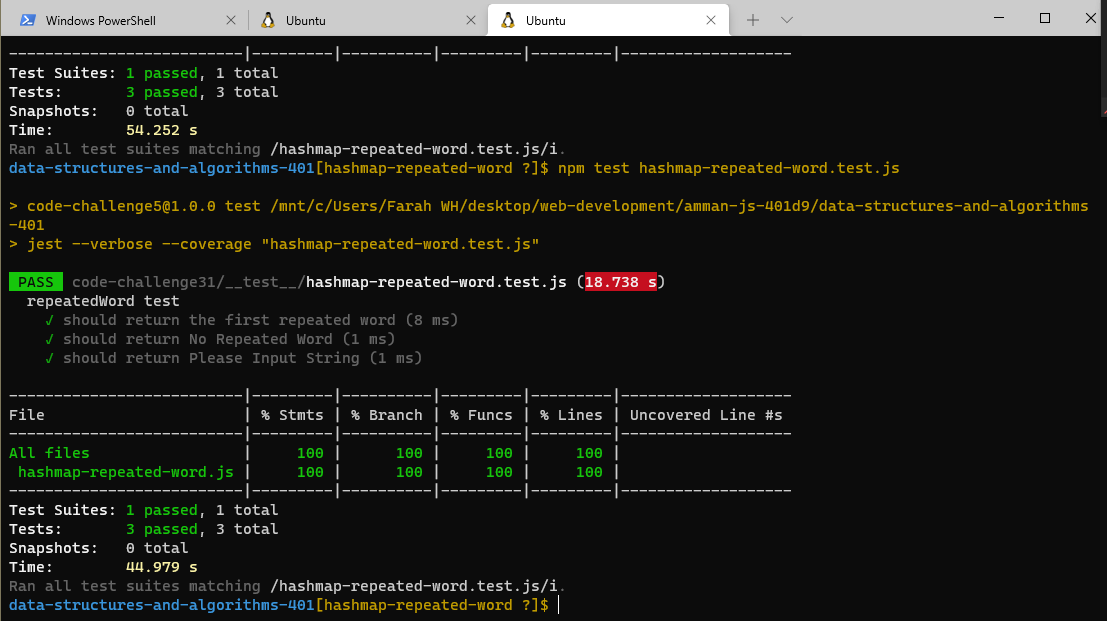 Windows PowerShell
Ubuntu
Ubuntu
--------------------------|---------|----------|---------|---------|-------------------
Test Suites: 1 passed, 1 total
Tests:       3 passed, 3 total
Snapshots:   0 total
Time:        54.252 s
Ran all test suites matching /hashmap-repeated-word.test.js/i.
data-structures-and-algorithms-401[hashmap-repeated-word ?]$ npm test hashmap-repeated-word.test.js
> code-challenge5@1.0.0 test /mnt/c/Users/Farah WH/desktop/web-development/amman-js-401d9/data-structures-and-algorithms
-401
> jest --verbose --coverage "hashmap-repeated-word.test.js"
PASS code-challenge31/__test__/hashmap-repeated-word.test.js (18.738 s)
  repeatedWord test
    ✓ should return the first repeated word (8 ms)
    ✓ should return No Repeated Word (1 ms)
    ✓ should return Please Input String (1 ms)
--------------------------|---------|----------|---------|---------|-------------------
File                      | % Stmts | % Branch | % Funcs | % Lines | Uncovered Line #s
--------------------------|---------|----------|---------|---------|-------------------
All files                 |     100 |      100 |     100 |     100 |
 hashmap-repeated-word.js |     100 |      100 |     100 |     100 |
--------------------------|---------|----------|---------|---------|-------------------
Test Suites: 1 passed, 1 total
Tests:       3 passed, 3 total
Snapshots:   0 total
Time:        44.979 s
Ran all test suites matching /hashmap-repeated-word.test.js/i.
data-structures-and-algorithms-401[hashmap-repeated-word ?]$